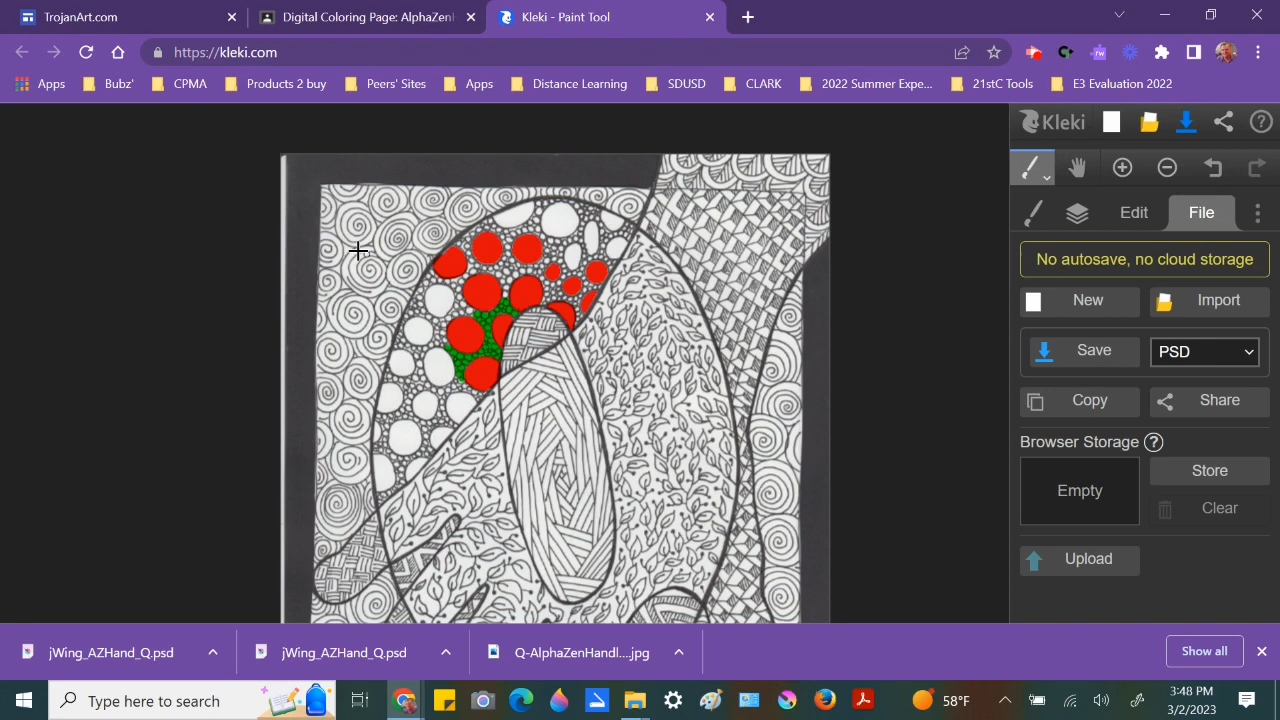 TrojanArt.com
Digital Coloring Page: AlphaZenH
Kleki - Paint Tool
https://kleki.com
Apps
Bubz'
CPMA
Products 2 buy
Peers' Sites
Apps
Distance Learning
SDUSD
CLARK
2022 Summer Expe...
21stC Tools
E3 Evaluation 2022
Kleki
Edit
File
No autosave, no cloud storage
New
Import
Save
PSD
Copy
Share
Browser Storage ?
Empty
Store
Clear
Upload
jWing_AZHand_Q.psd
jWing_AZHand_Q.psd
Q-AlphaZenHandl....jpg
Show all
Type here to search
58°F
3:48 PM
3/2/2023